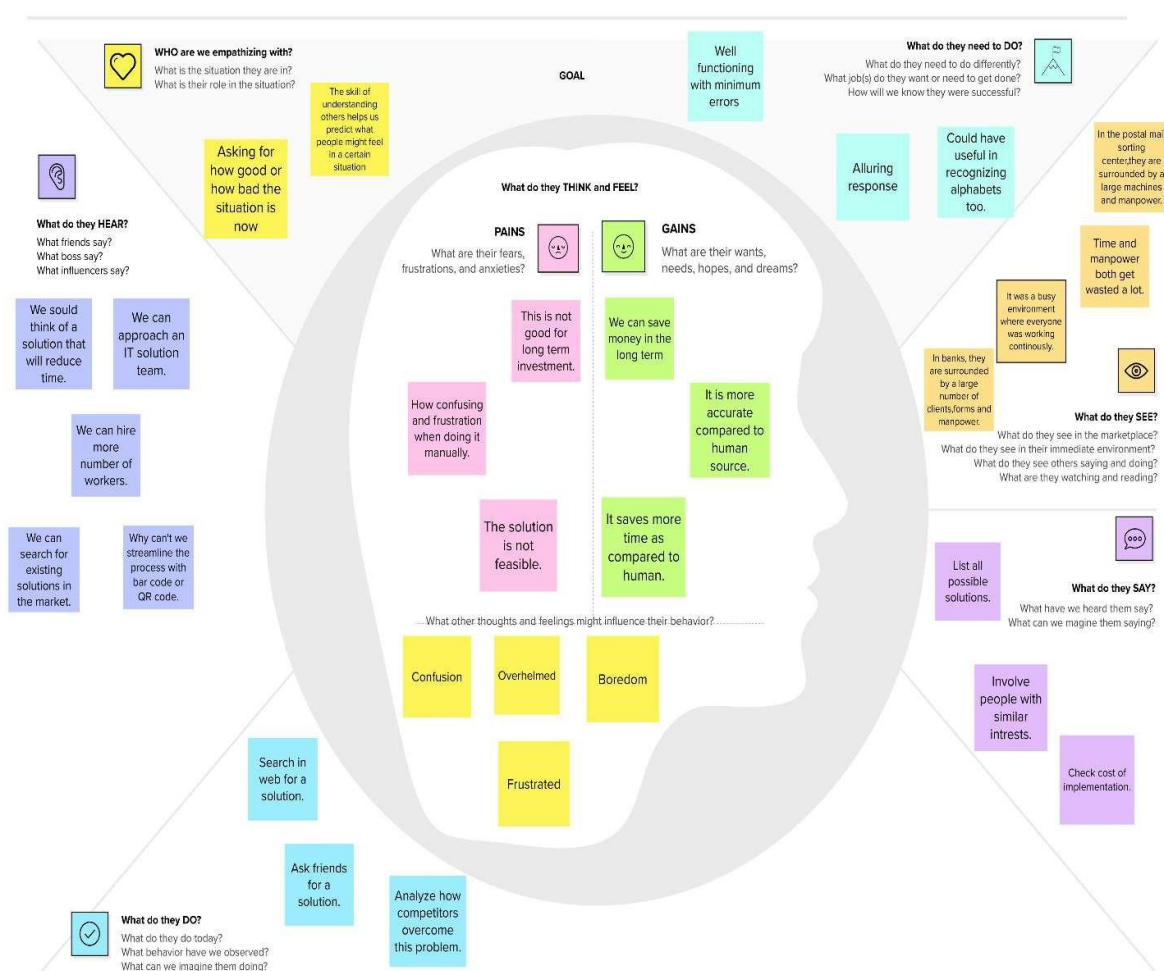 WHO are we empathizing with?
What is the situation they are in?
What is their role in the situation?
The skill of
understanding
others helps us
predict what
people might feel
in a certain
situation
Asking for
how good or
how bad the
situation is
now
GOAL
Well
functioning
with minimum
errors
What do they need to DO?
What do they need to do differently?
What job(s) do they want or need to get done?
How will we know they were successful?
Alluring
response
Could have
useful in
recognizing
alphabets
too.
In the postal mai
sorting
center,they are
surrounded by a
large machines
and manpower.
Time and
manpower
both get
wasted a lot.
It was a busy
environment
where everyone
was working
continously.
In banks, they
are surrounded
by a large
number of
clients,forms and
manpower.
What do they SEE?
What do they see in the marketplace?
What do they see in their immediate environment?
What do they see others saying and doing?
What are they watching and reading?
What do they HEAR?
What friends say?
What boss say?
What influencers say?
We sould
think of a
solution that
will reduce
time.
We can
approach an
IT solution
team.
We can hire
more
number of
workers.
We can
search for
existing
solutions in
the market.
Why can't we
streamline the
process with
bar code or
QR code.
What do they THINK and FEEL?
PAINS
What are their fears,
frustrations, and anxieties?
GAINS
What are their wants,
needs, hopes, and dreams?
This is not
good for
long term
investment.
How confusing
and frustration
when doing it
manually.
The solution
is not
feasible.
We can save
money in the
long term
It is more
accurate
compared to
human
source.
It saves more
time as
compared to
human.
What other thoughts and feelings might influence their behavior?
Confusion
Overhelmed
Boredom
Frustrated
List all
possible
solutions.
What do they SAY?
What have we heard them say?
What can we magine them saying?
Involve
people with
similar
intrests.
Check cost of
implementation.
Search in
web for a
solution.
Ask friends
for a
solution.
Analyze how
competitors
overcome
this problem.
What do they DO?
What do they do today?
What behavior have we observed?
What can we imagine them doing?